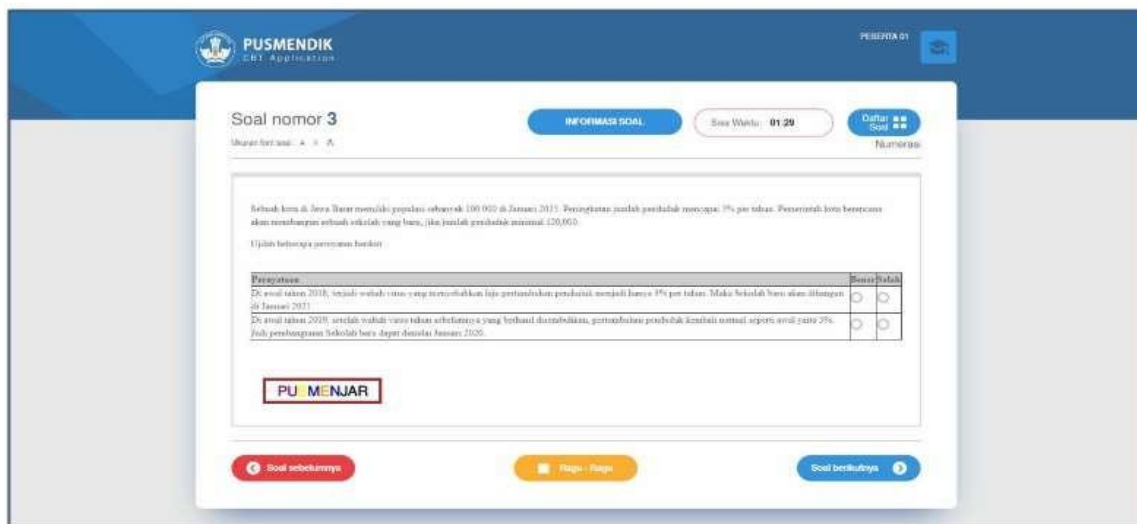 PUSMENDIK
CBT Application
PESERTA 01
Soal nomor 3
INFORMASI SOAL
Sisa Waktu: 01:29
Daftar Soal
Ukuran font soal: A A A
Numerasi
Sebuah kota di Jawa Barat memiliki populasi sebanyak 100.000 di Januari 2015. Peningkatan jumlah penduduk mencapai 3% per tahun. Pemerintah kota berencana
akan membangun sebuah sekolah yang baru, jika jumlah penduduk minimal 120,000.
Ujilah beberapa pernyataan berikut
Pernyataan Benar Salah
Di awal tahun 2018, terjadi wabah virus yang menyebabkan laju pertumbuhan penduduk menjadi hanya per tahun. Maka Sekolah baru akan dibangun
di Januari 2021
Di awal tahun 2019, setelah wabah virus tahun sebelumnya yang berhasil disembuhkan, pertumbuhan penduduk kembali normal seperti awal yaitu 3%.
Jadi pembangunan Sekolah baru dapat dimulai Januari 2020.
PUSMENJAR
Soal sebelumnya
Ragu - Ragu
Soal berikutnya